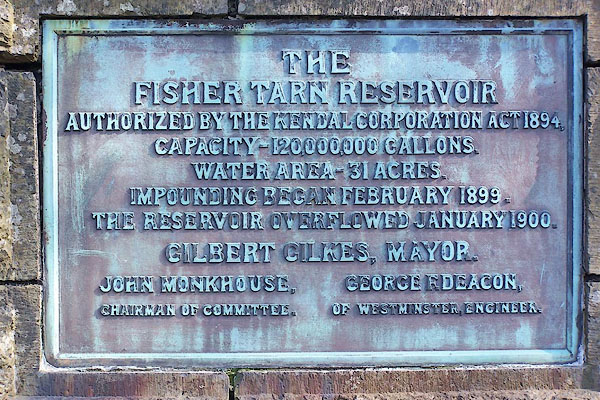 THE
FISHER TARN RESERVOIR
AUTHORIZED BY THE KENDAL CORPORATION ACT 1894.
CAPACITY-120000000 GALLONS.
WATER AREA-31 ACRES.
IMPOUNDING BEGAN FEBRUARY 1899.
THE RESERVOIR OVERFLOWED JANUARY 1900.
GILBERT GILKES, MAYOR.
JOHN MONKHOUSE, GEORGE F. DEACON,
CHAIRMAN OF COMMITTEE. OF WESTMINSTER, ENGINEER.